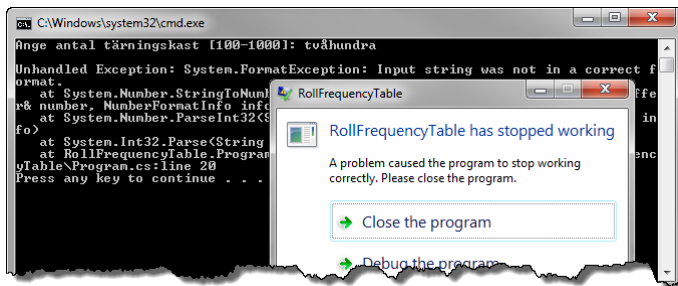 C:\Windows\system32\cmd.exe
Ange antal tärningskast [100-1000]: tvåhundra
Unhandled Exception: System.FormatException: Input string was not in a correct f
ormat.
at System.Number.StringToNum
r& number, NumberFormatInfo info
at System.Number.ParseInt32(S
in
fo)
at System.Int32.Parse(String
at RollFrequencyTable.Program
enc
yTable\Program.cs:line 20
Press any key to continue . . .
RollFrequencyTable
RollFrequencyTable has stopped working
A problem caused the program to stop working
correctly. Please close the program.
Close the program
Debug the program